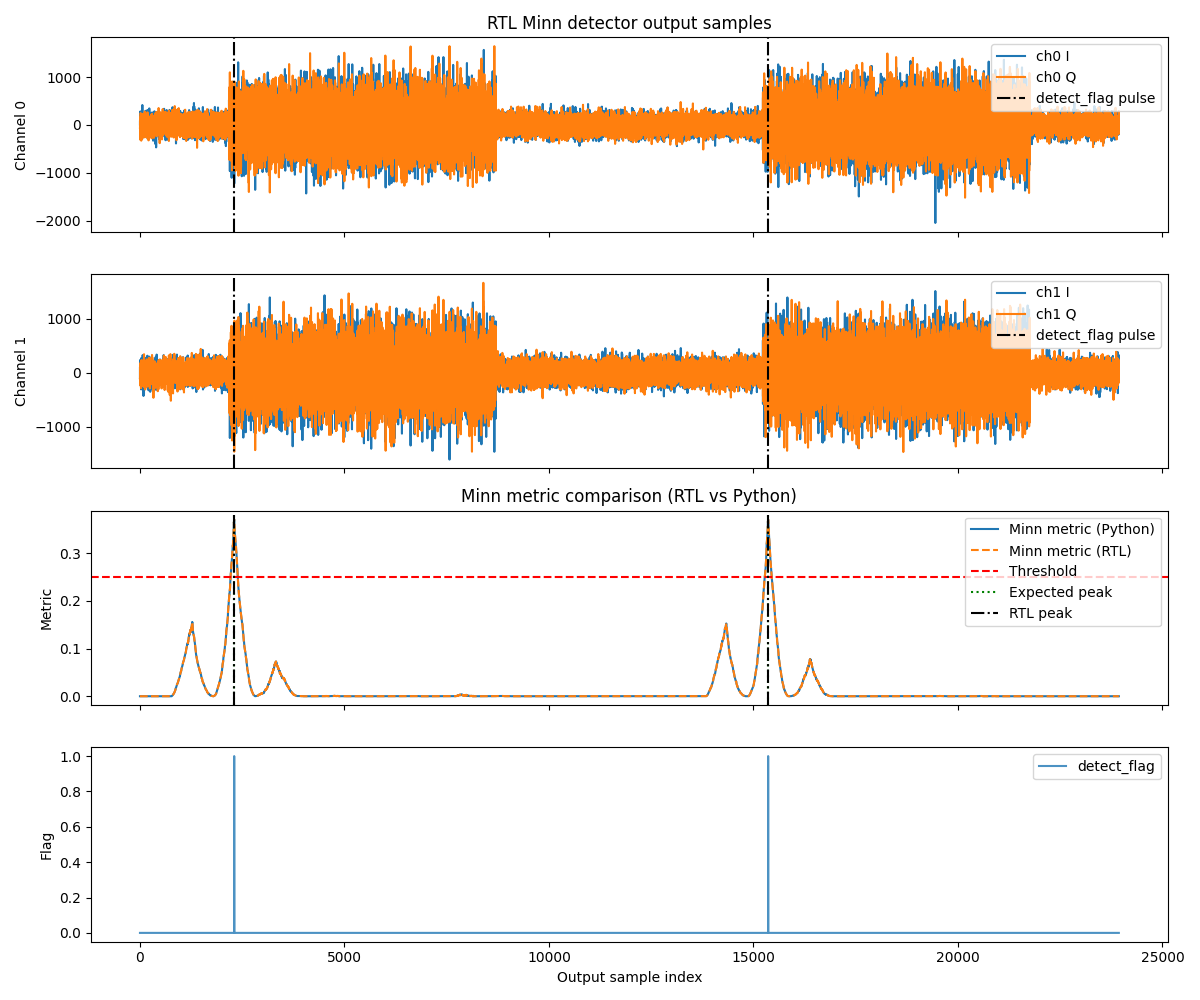 RTL Minn detector output samples
Channel 0
1000
0
−1000
−2000
ch0 I
ch0 Q
detect_flag pulse
Channel 1
1000
0
−1000
ch1 I
ch1 Q
detect_flag pulse
Minn metric comparison (RTL vs Python)
Metric
0.3
0.2
0.1
0.0
Minn metric (Python)
Minn metric (RTL)
Threshold
Expected peak
RTL peak
Flag
1.0
0.8
0.6
0.4
0.2
0.0
detect_flag
0
5000
10000
15000
20000
25000
Output sample index